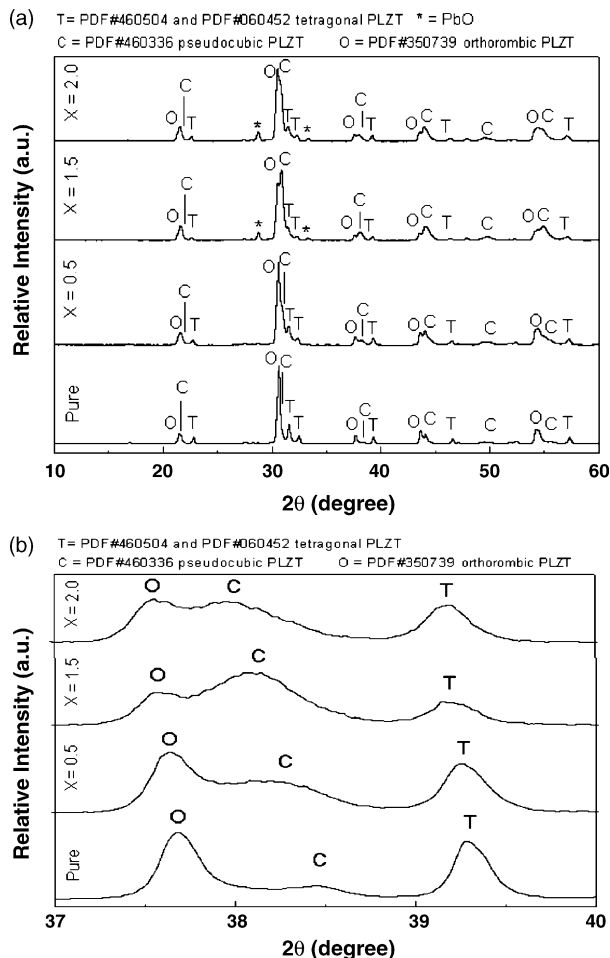 (a) T= PDF#460504 and PDF#060452 tetragonal PLZT * = PbO
C = PDF#460336 pseudocubic PLZT O = PDF#350739 orthorombic PLZT
Relative Intensity (a.u.)
X = 2.0
O C T * O C T T * O C T O C T C O C T
X = 1.5
O C T * O C T T * O C T O C T C O C T
X = 0.5
O C T O C T T O C T O C T C O C T
Pure
O C T O C T T O C T O C T C O C T
10 20 30 40 50 60
2θ (degree)
(b) T = PDF#460504 and PDF#060452 tetragonal PLZT
C = PDF#460336 pseudocubic PLZT O = PDF#350739 orthorombic PLZT
Relative Intensity (a.u.)
X = 2.0
O C T
X = 1.5
O C T
X = 0.5
O C T
Pure
O C T
37 38 39 40
2θ (degree)